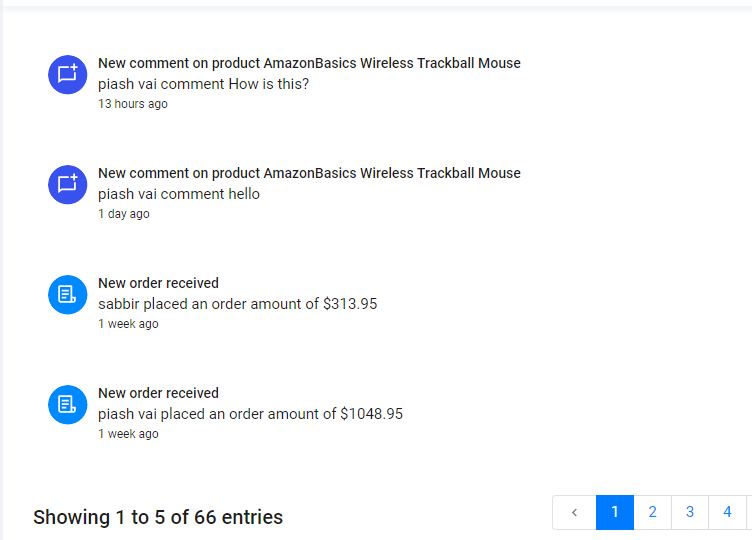 New comment on product AmazonBasics Wireless Trackball Mouse
piash vai comment How is this?
13 hours ago
New comment on product AmazonBasics Wireless Trackball Mouse
piash vai comment hello
1 day ago
New order received
sabbir placed an order amount of $313.95
1 week ago
New order received
piash vai placed an order amount of $1048.95
1 week ago
Showing 1 to 5 of 66 entries
‹ 1 2 3 4